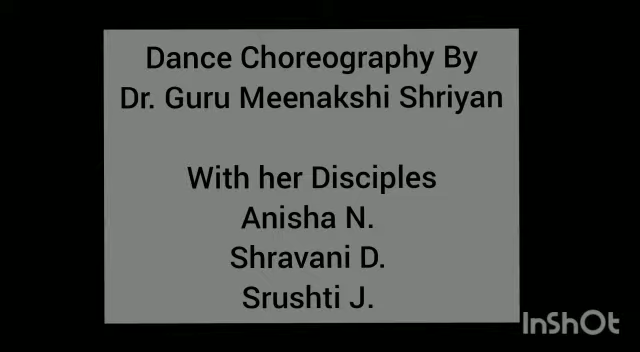 Dance Choreography By
Dr. Guru Meenakshi Shriyan
With her Disciples
Anisha N.
Shravani D.
Srushti J.
InShOt